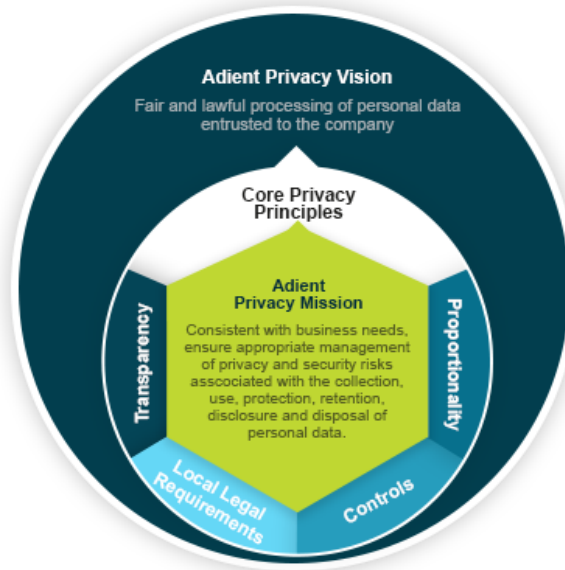 Adient Privacy Vision
Fair and lawful processing of personal data
entrusted to the company
Core Privacy
Principles
Adient
Privacy Mission
Consistent with business needs,
ensure appropriate management
of privacy and security risks
asscociated with the collection,
use, protection, retention,
disclosure and disposal of
personal data.
Transparency
Proportionality
Local Legal
Requirements
Controls